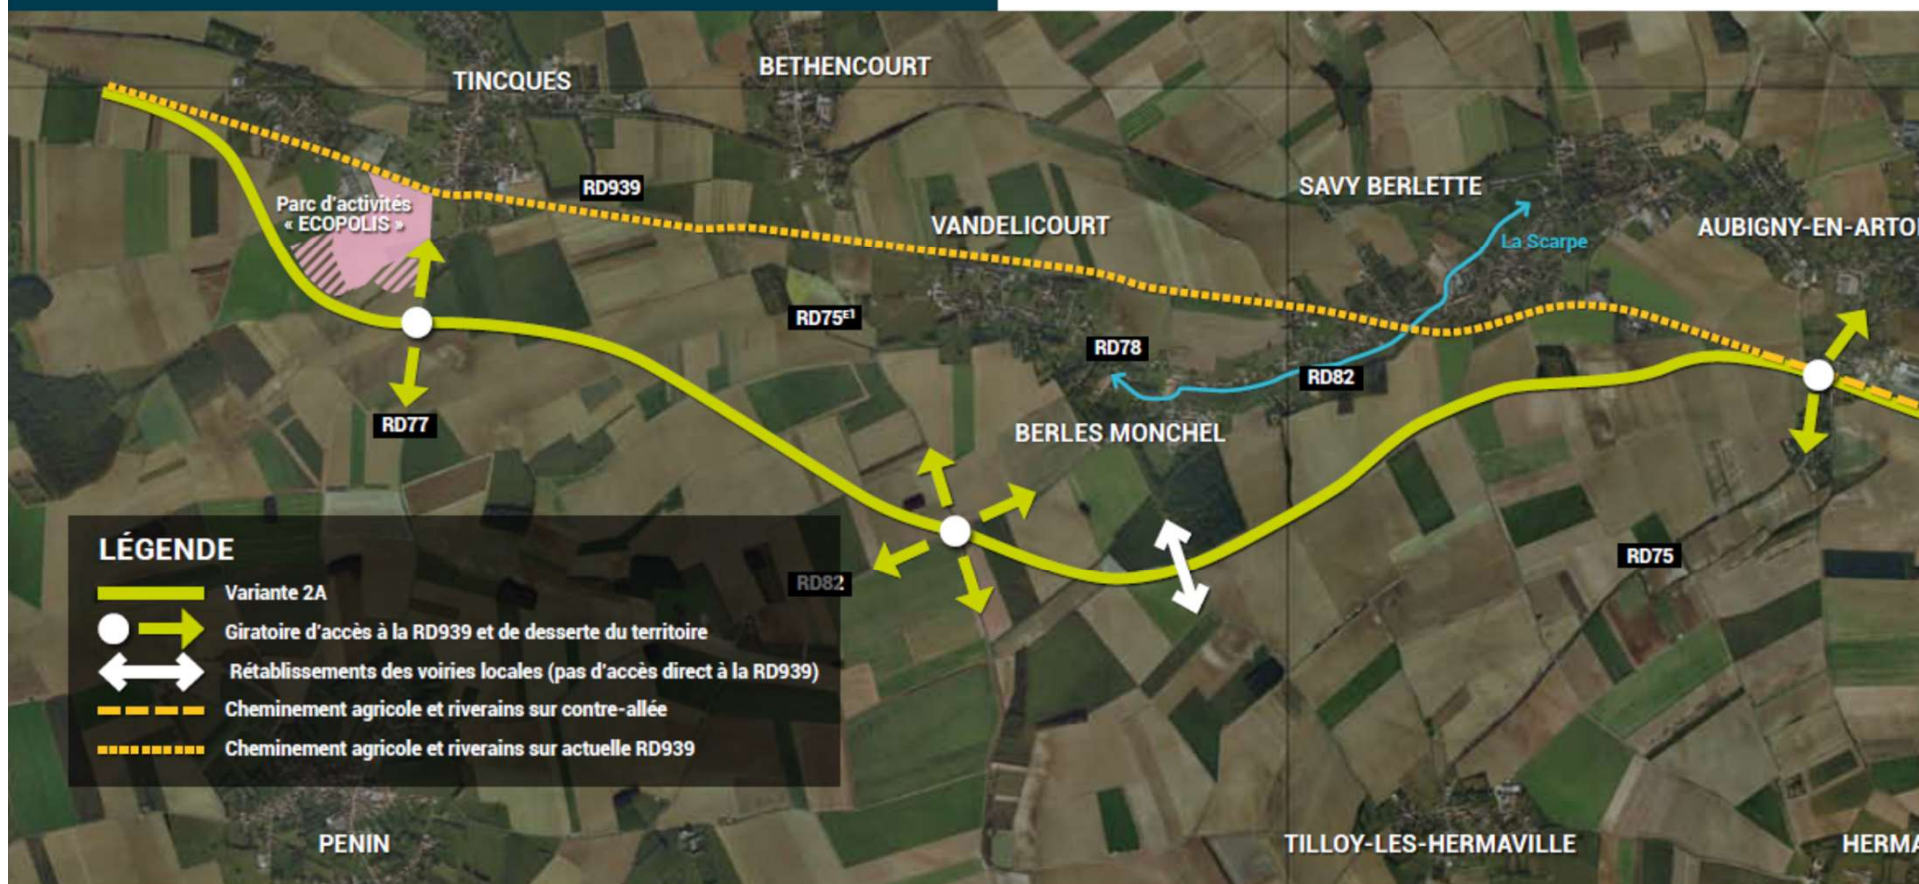 BETHENCOURT
TINCQUES
RD939
SAVY BERLETTE
Parc d'activités
« ECOPOLIS »
VANDELICOURT
AUBIGNY-EN-ARTOI
La Scarpe
RD75E1
RD78
RD82
RD77
BERLES MONCHEL
LÉGENDE
Variante 2A
Giratoire d'accès à la RD939 et de desserte du territoire
Rétablissements des voiries locales (pas d'accès direct à la RD939)
Cheminement agricole et riverains sur contre-allée
Cheminement agricole et riverains sur actuelle RD939
RD82
RD75
PENIN
TILLOY-LES-HERMAVILLE
HERMA